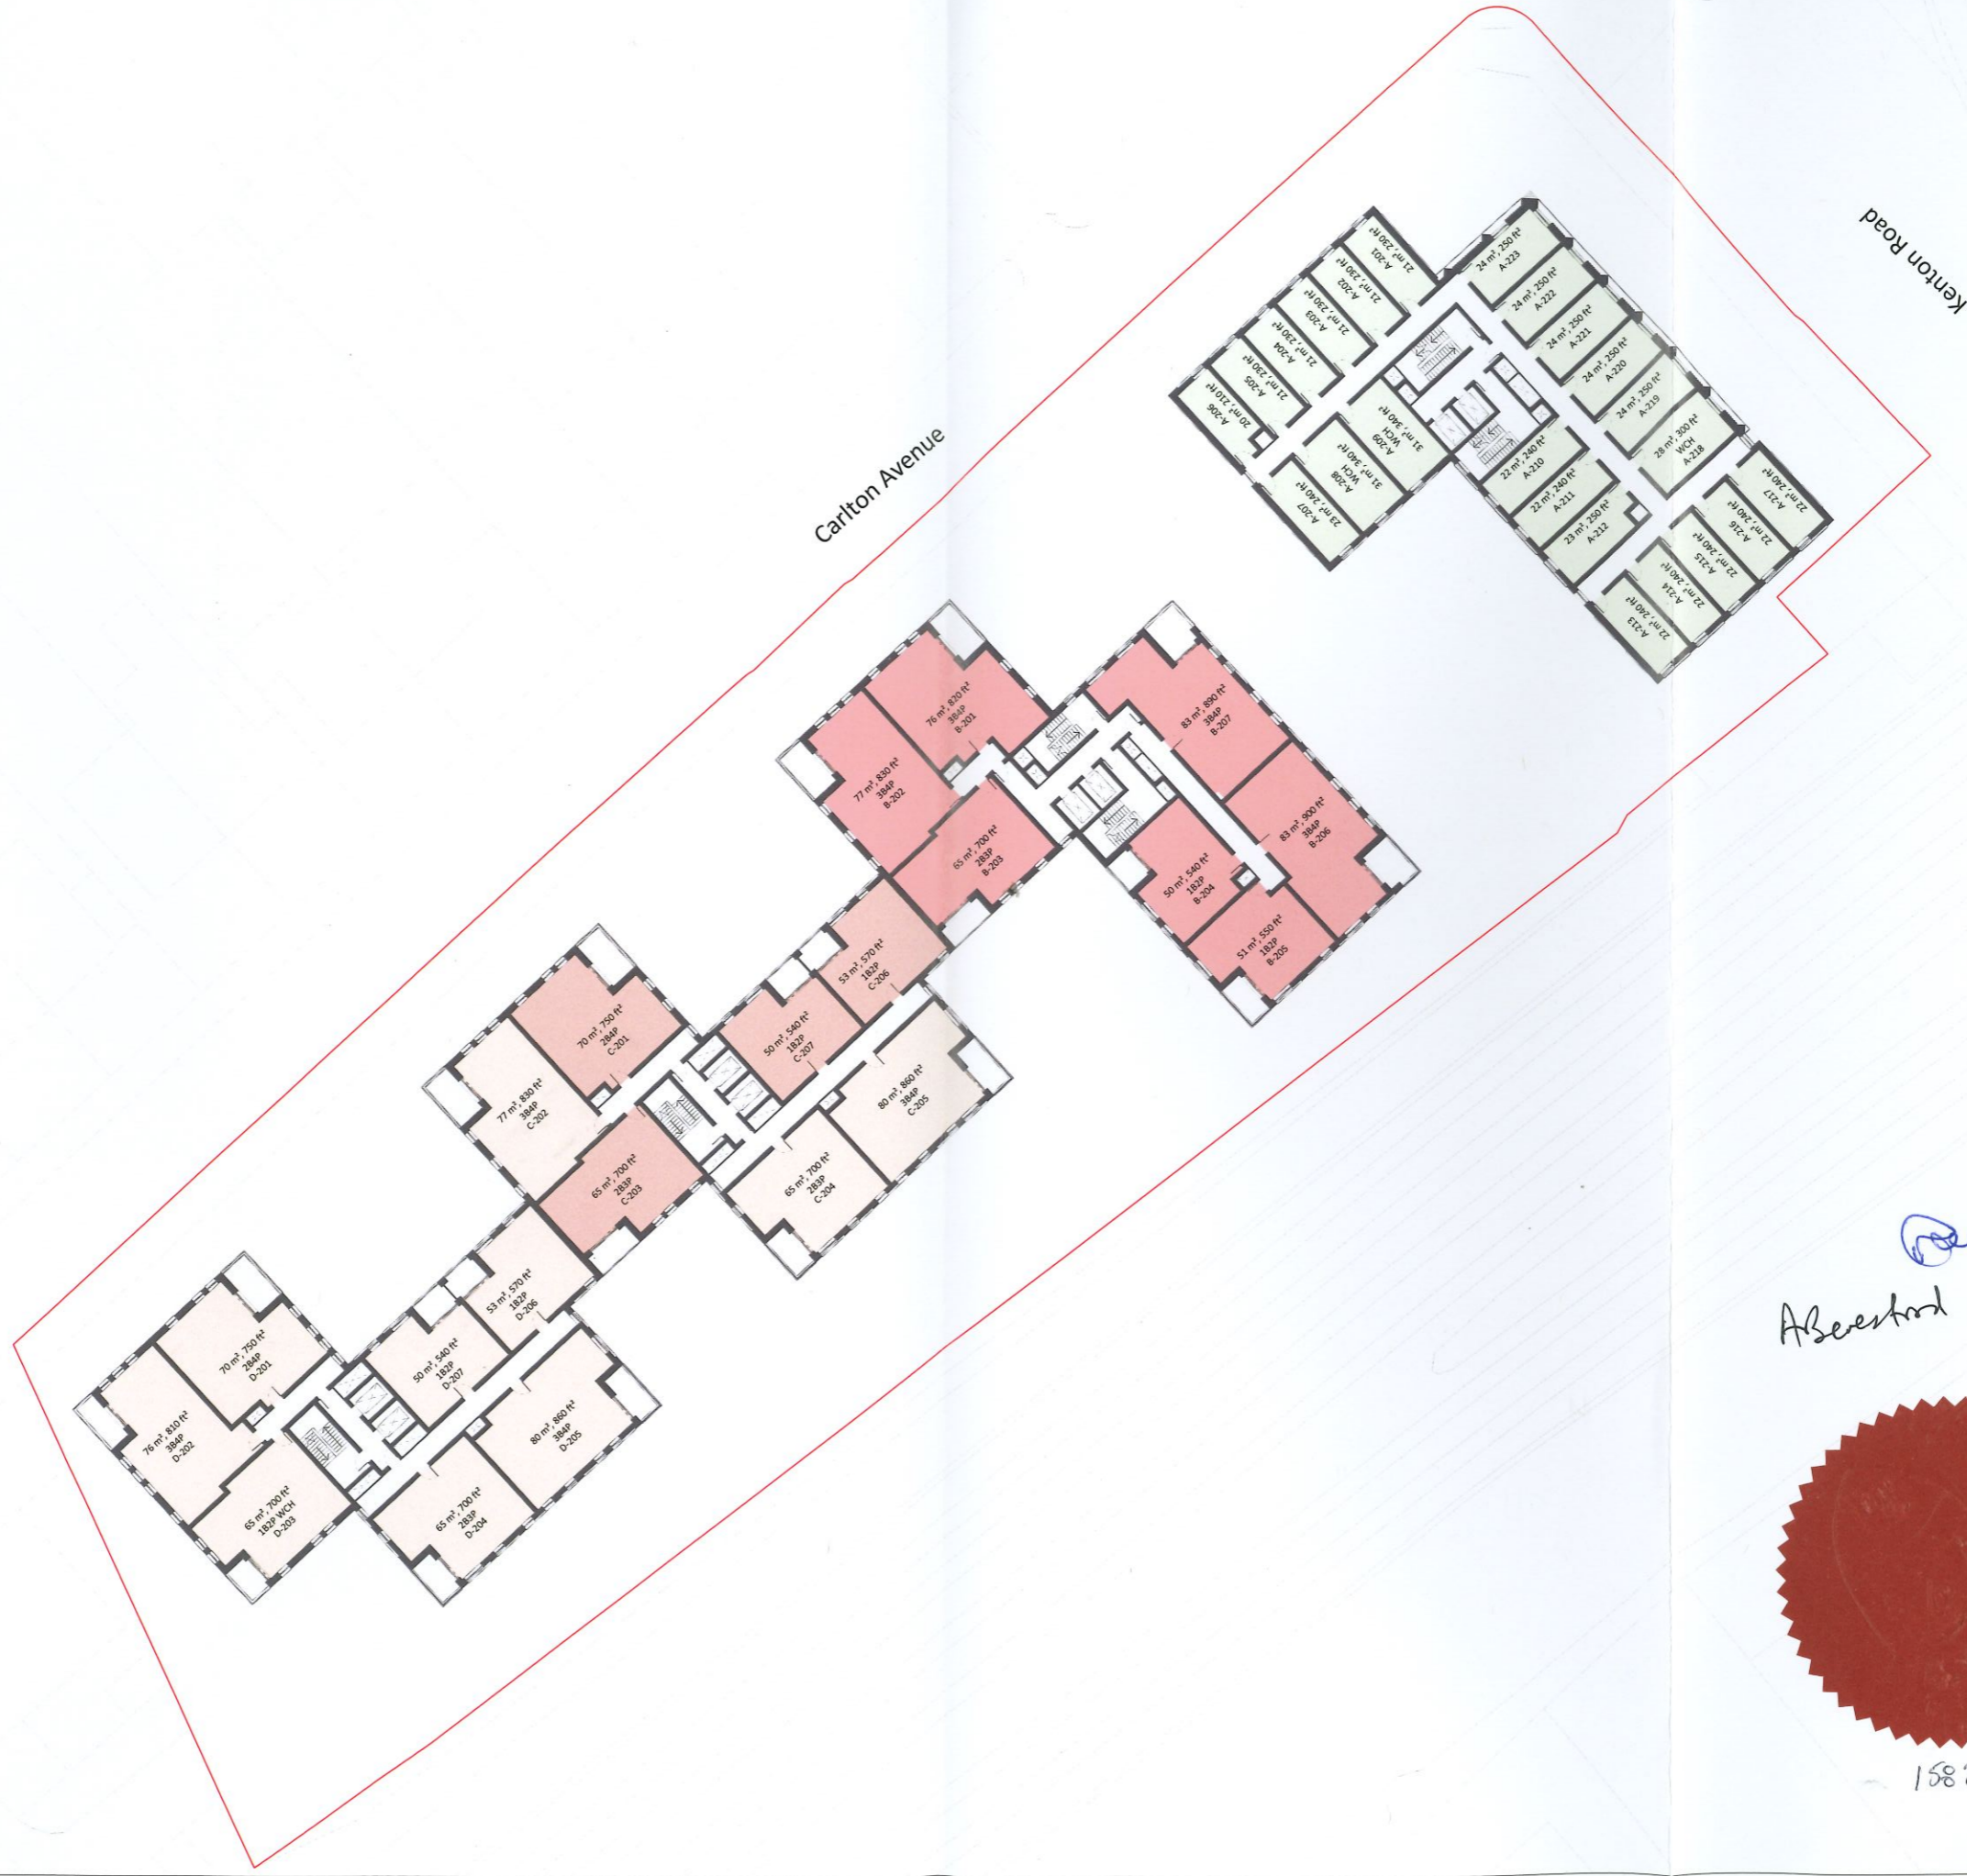 Carlton Avenue
Kenton Road
21 m², 230 ft²
A-201
21 m², 230 ft²
A-202
21 m², 230 ft²
A-203
21 m², 230 ft²
A-204
21 m², 230 ft²
A-205
20 m², 210 ft²
A-206
23 m², 240 ft²
A-207
31 m², 340 ft²
WCH
A-208
31 m², 340 ft²
WCH
A-209
22 m², 240 ft²
A-210
22 m², 240 ft²
A-211
23 m², 250 ft²
A-212
22 m², 240 ft²
A-213
22 m², 240 ft²
A-214
22 m², 240 ft²
A-215
22 m², 240 ft²
A-216
22 m², 240 ft²
A-217
28 m², 300 ft²
WCH
A-218
24 m², 250 ft²
A-219
24 m², 250 ft²
A-220
24 m², 250 ft²
A-221
24 m², 250 ft²
A-222
24 m², 250 ft²
A-223
76 m², 820 ft²
3B4P
B-201
77 m², 830 ft²
3B4P
B-202
65 m², 700 ft²
2B3P
B-203
50 m², 540 ft²
1B2P
B-204
51 m², 550 ft²
1B2P
B-205
83 m², 900 ft²
3B4P
B-206
83 m², 890 ft²
3B4P
B-207
70 m², 750 ft²
2B4P
C-201
77 m², 830 ft²
3B4P
C-202
65 m², 700 ft²
2B3P
C-203
65 m², 700 ft²
2B3P
C-204
80 m², 860 ft²
3B4P
C-205
53 m², 570 ft²
1B2P
C-206
50 m², 540 ft²
1B2P
C-207
70 m², 750 ft²
2B4P
D-201
76 m², 810 ft²
3B4P
D-202
65 m², 700 ft²
1B2P WCH
D-203
65 m², 700 ft²
2B3P
D-204
80 m², 860 ft²
3B4P
D-205
53 m², 570 ft²
1B2P
D-206
50 m², 540 ft²
1B2P
D-207